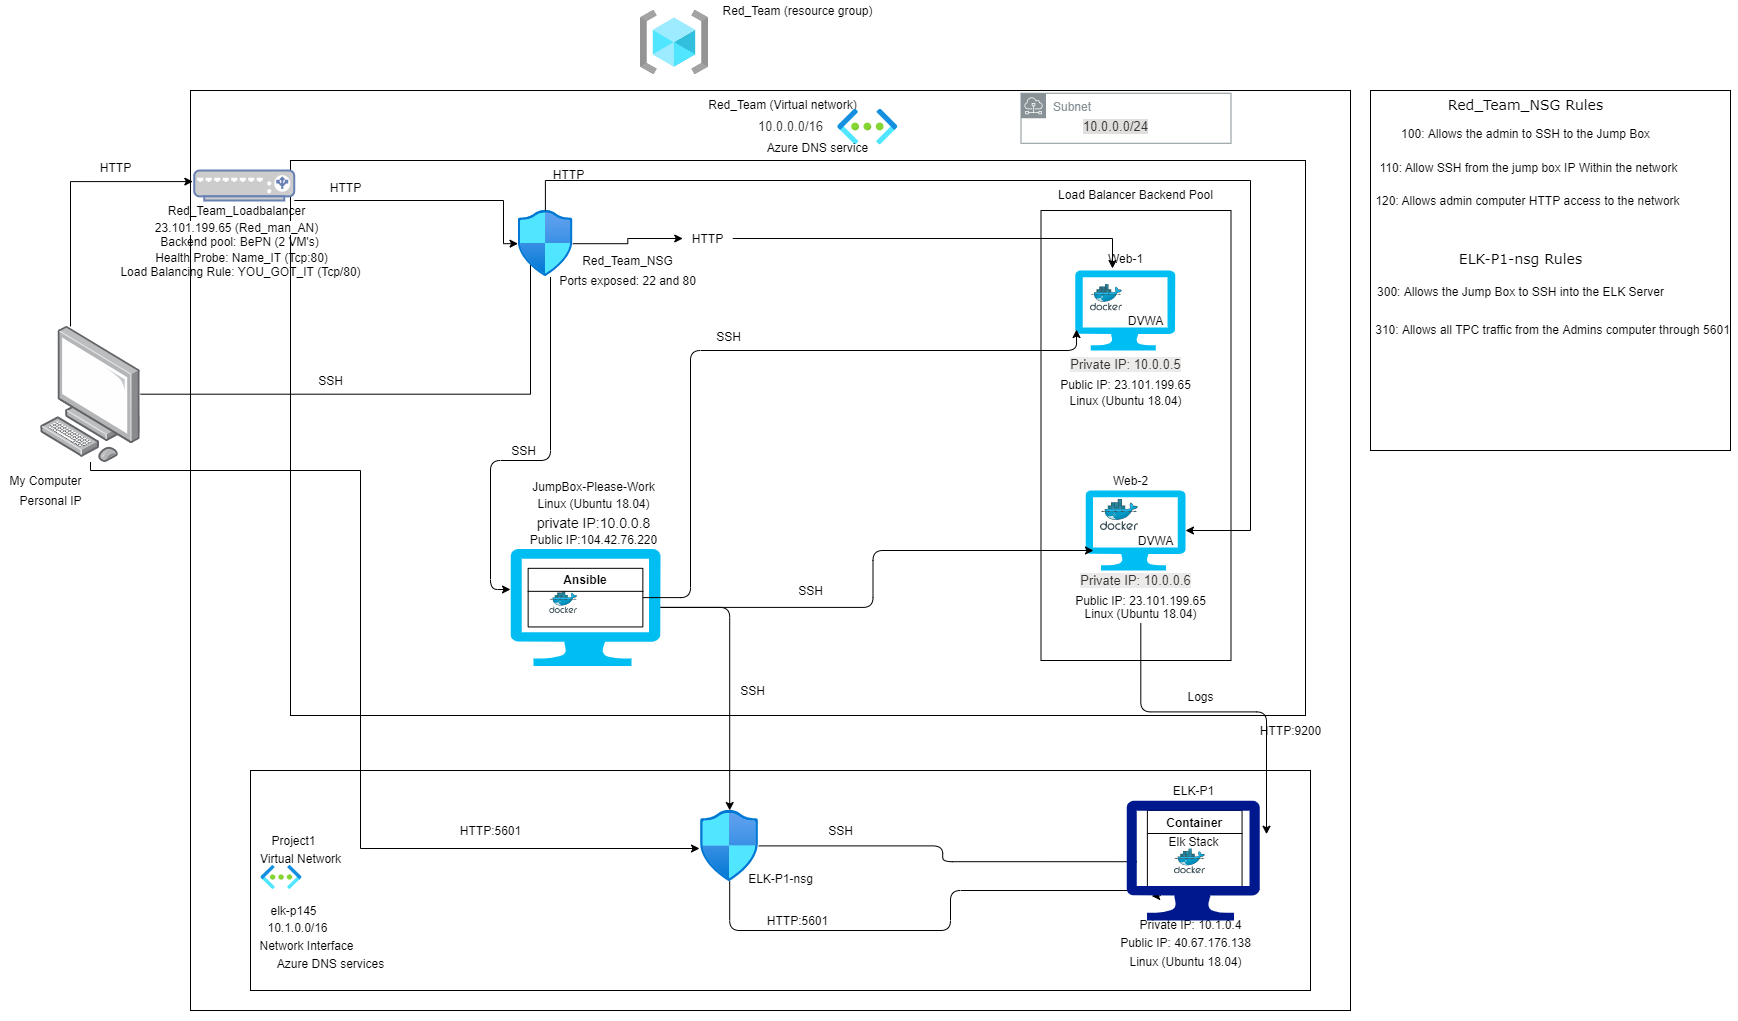 Red_Team (resource group)
Red_Team (Virtual network)
10.0.0.0/16
Azure DNS service
Subnet
10.0.0.0/24
Red_Team_NSG Rules
100: Allows the admin to SSH to the Jump Box
110: Allow SSH from the jump box IP Within the network
120: Allows admin computer HTTP access to the network
ELK-P1-nsg Rules
300: Allows the Jump Box to SSH into the ELK Server
310: Allows all TPC traffic from the Admins computer through 5601
HTTP
HTTP
HTTP
Red_Team_Loadbalancer
23.101.199.65 (Red_man_AN)
Backend pool: BePN (2 VM's)
Health Probe: Name_IT (Tcp:80)
Load Balancing Rule: YOU_GOT_IT (Tcp/80)
HTTP
Red_Team_NSG
Ports exposed: 22 and 80
Load Balancer Backend Pool
Web-1
docker
DVWA
Private IP: 10.0.0.5
Public IP: 23.101.199.65
Linux (Ubuntu 18.04)
SSH
SSH
SSH
My Computer
Personal IP
JumpBox-Please-Work
Linux (Ubuntu 18.04)
private IP:10.0.0.8
Public IP:104.42.76.220
Ansible
docker
Web-2
docker
DVWA
Private IP: 10.0.0.6
Public IP: 23.101.199.65
Linux (Ubuntu 18.04)
SSH
SSH
Logs
HTTP:9200
Project1
Virtual Network
elk-p145
10.1.0.0/16
Network Interface
Azure DNS services
HTTP:5601
SSH
ELK-P1-nsg
HTTP:5601
ELK-P1
Container
Elk Stack
docker
Private IP: 10.1.0.4
Public IP: 40.67.176.138
Linux (Ubuntu 18.04)